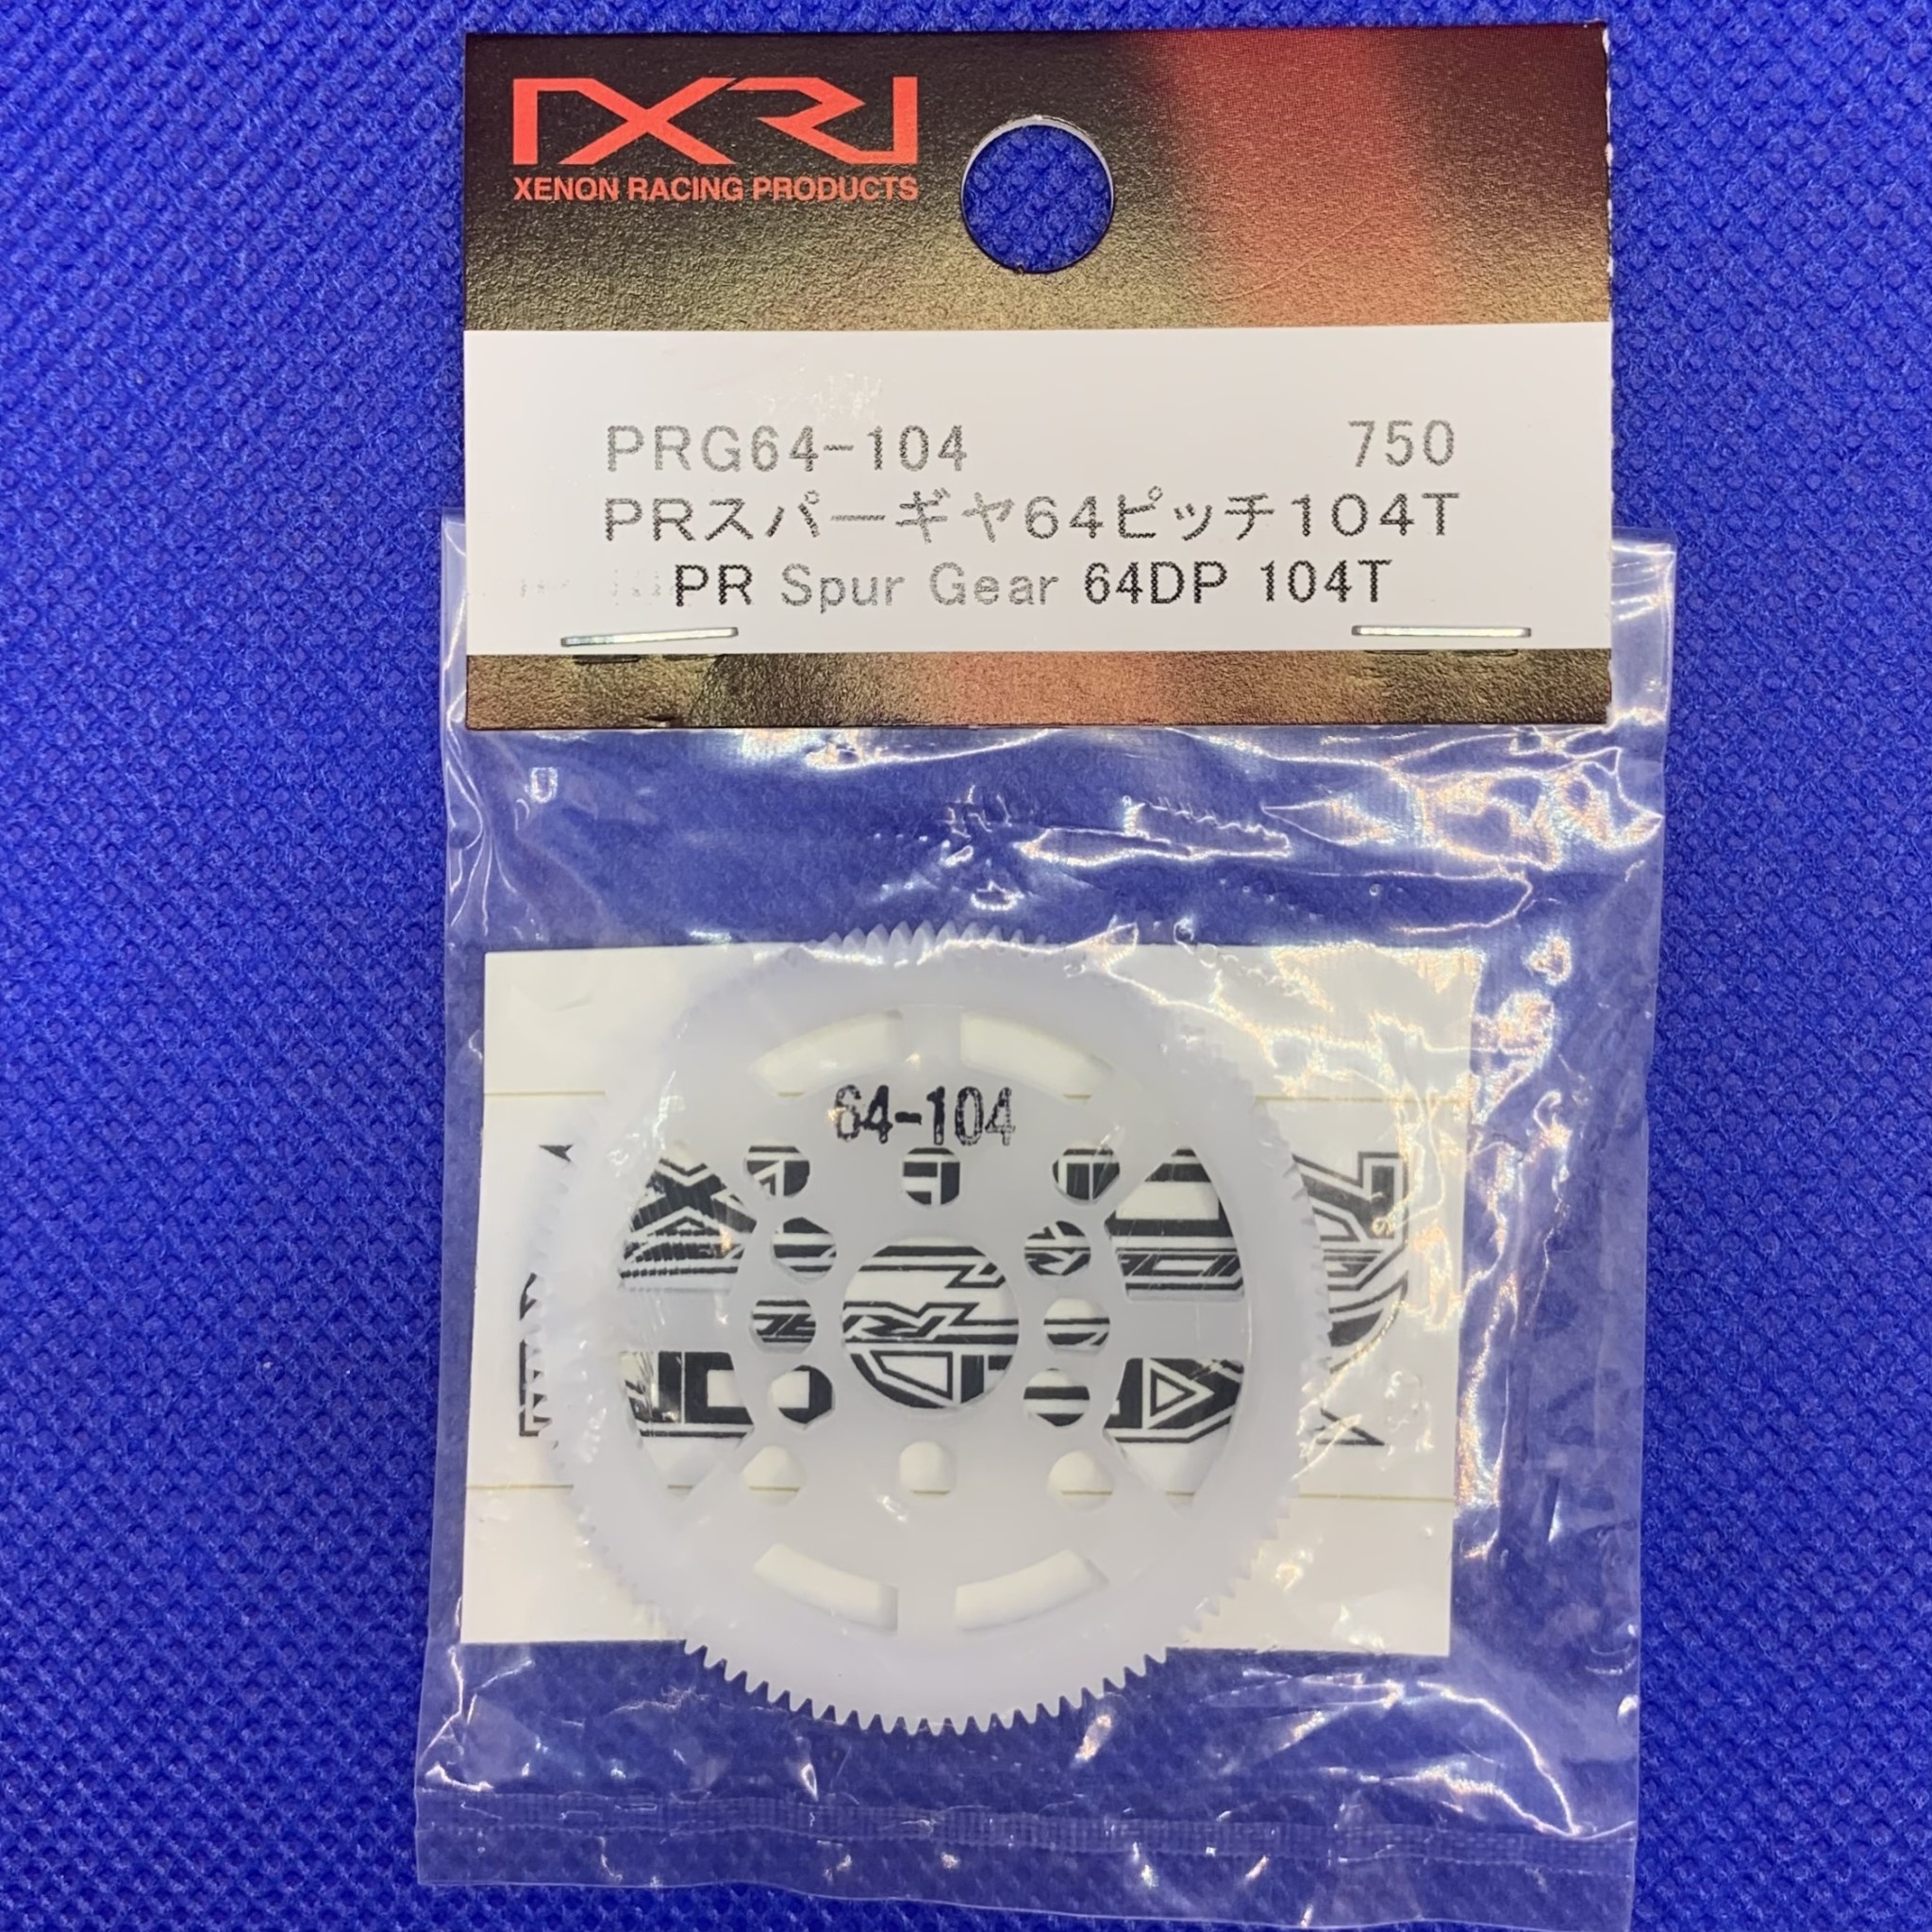 XENON RACING PRODUCTS
PRG64-104 750
PRスパーギヤ64ピッチ104T
PR Spur Gear 64DP 104T
64-104